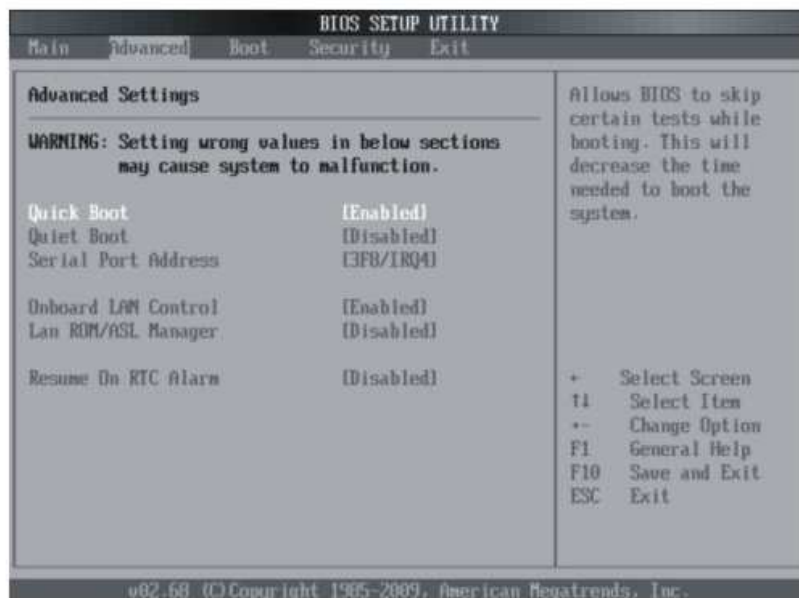 BIOS SETUP UTILITY
Main Advanced Boot Security Exit
Advanced Settings
WARNING: Setting wrong values in below sections
may cause system to malfunction.
Quick Boot [Enabled]
Quiet Boot [Disabled]
Serial Port Address [3F8/IRQ4]
Onboard LAN Control [Enabled]
Lan ROM/ASL Manager [Disabled]
Resume On RTC Alarm [Disabled]
Allows BIOS to skip
certain tests while
booting. This will
decrease the time
needed to boot the
system.
← Select Screen
↑↓ Select Item
+- Change Option
F1 General Help
F10 Save and Exit
ESC Exit
v02.68 (C)Copyright 1985-2009, American Megatrends, Inc.